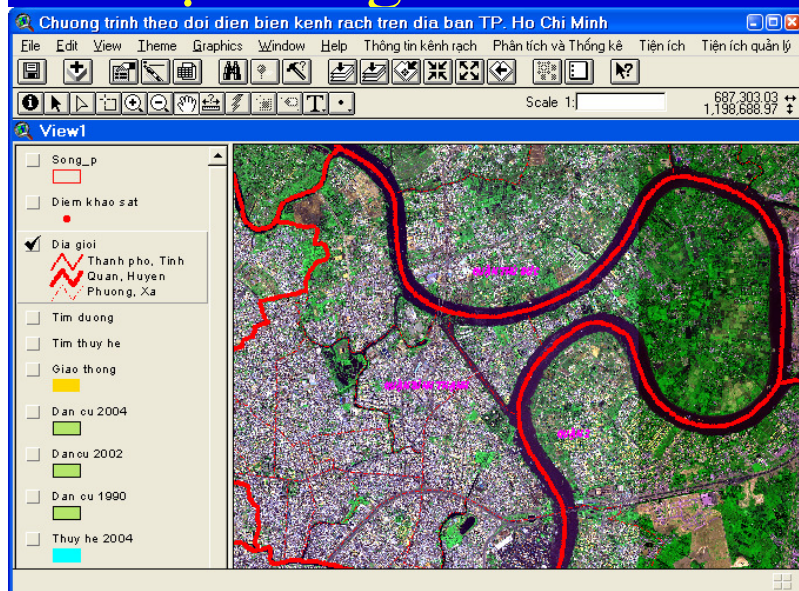 Chuong trinh theo doi dien bien kenh rach tren dia ban TP. Ho Chi Minh
File Edit View Theme Graphics Window Help Thông tin kênh rạch Phân tích và Thống kê Tiện ích Tiện ích quản lý
Scale 1:
687,303.03
1,198,688.97
View1
Song_p
Diem khao sat
Dia gioi
Thanh pho, Tinh
Quan, Huyen
Phuong, Xa
Tim duong
Tim thuy he
Giao thong
Dan cu 2004
Dancu 2002
Dan cu 1990
Thuy he 2004